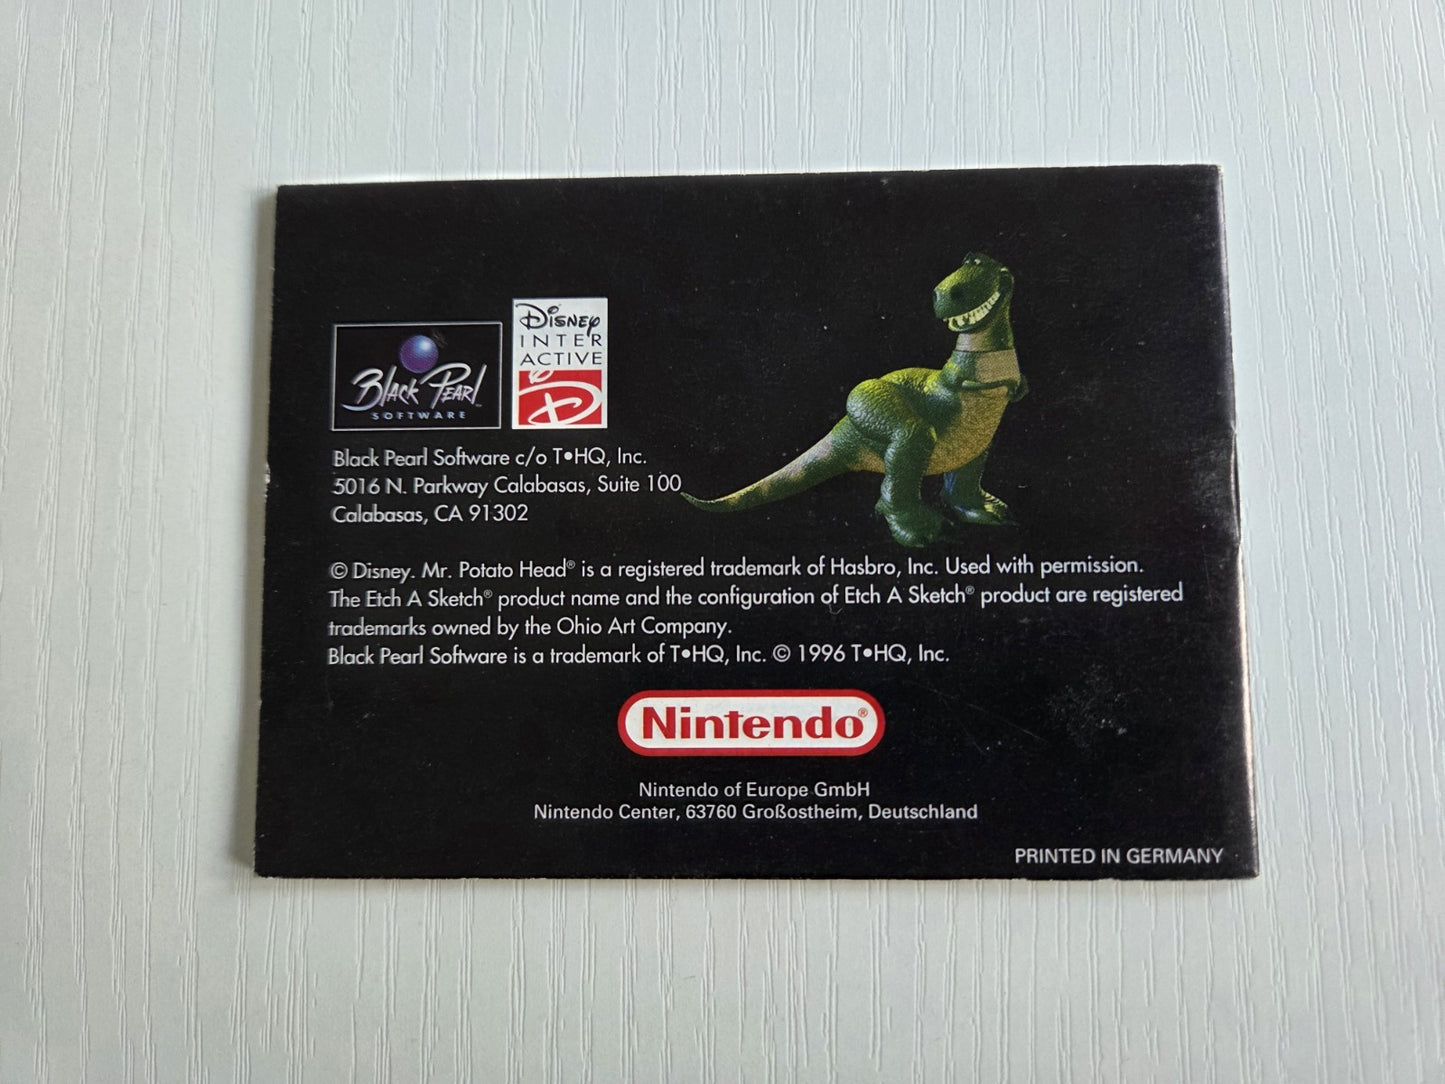 Black Pearl™
SOFTWARE
Disney
INTER
ACTIVE
D
Black Pearl Software c/o T•HQ, Inc.
5016 N. Parkway Calabasas, Suite 100
Calabasas, CA 91302
© Disney. Mr. Potato Head® is a registered trademark of Hasbro, Inc. Used with permission.
The Etch A Sketch® product name and the configuration of Etch A Sketch® product are registered
trademarks owned by the Ohio Art Company.
Black Pearl Software is a trademark of T•HQ, Inc. © 1996 T•HQ, Inc.
Nintendo®
Nintendo of Europe GmbH
Nintendo Center, 63760 Großostheim, Deutschland
PRINTED IN GERMANY